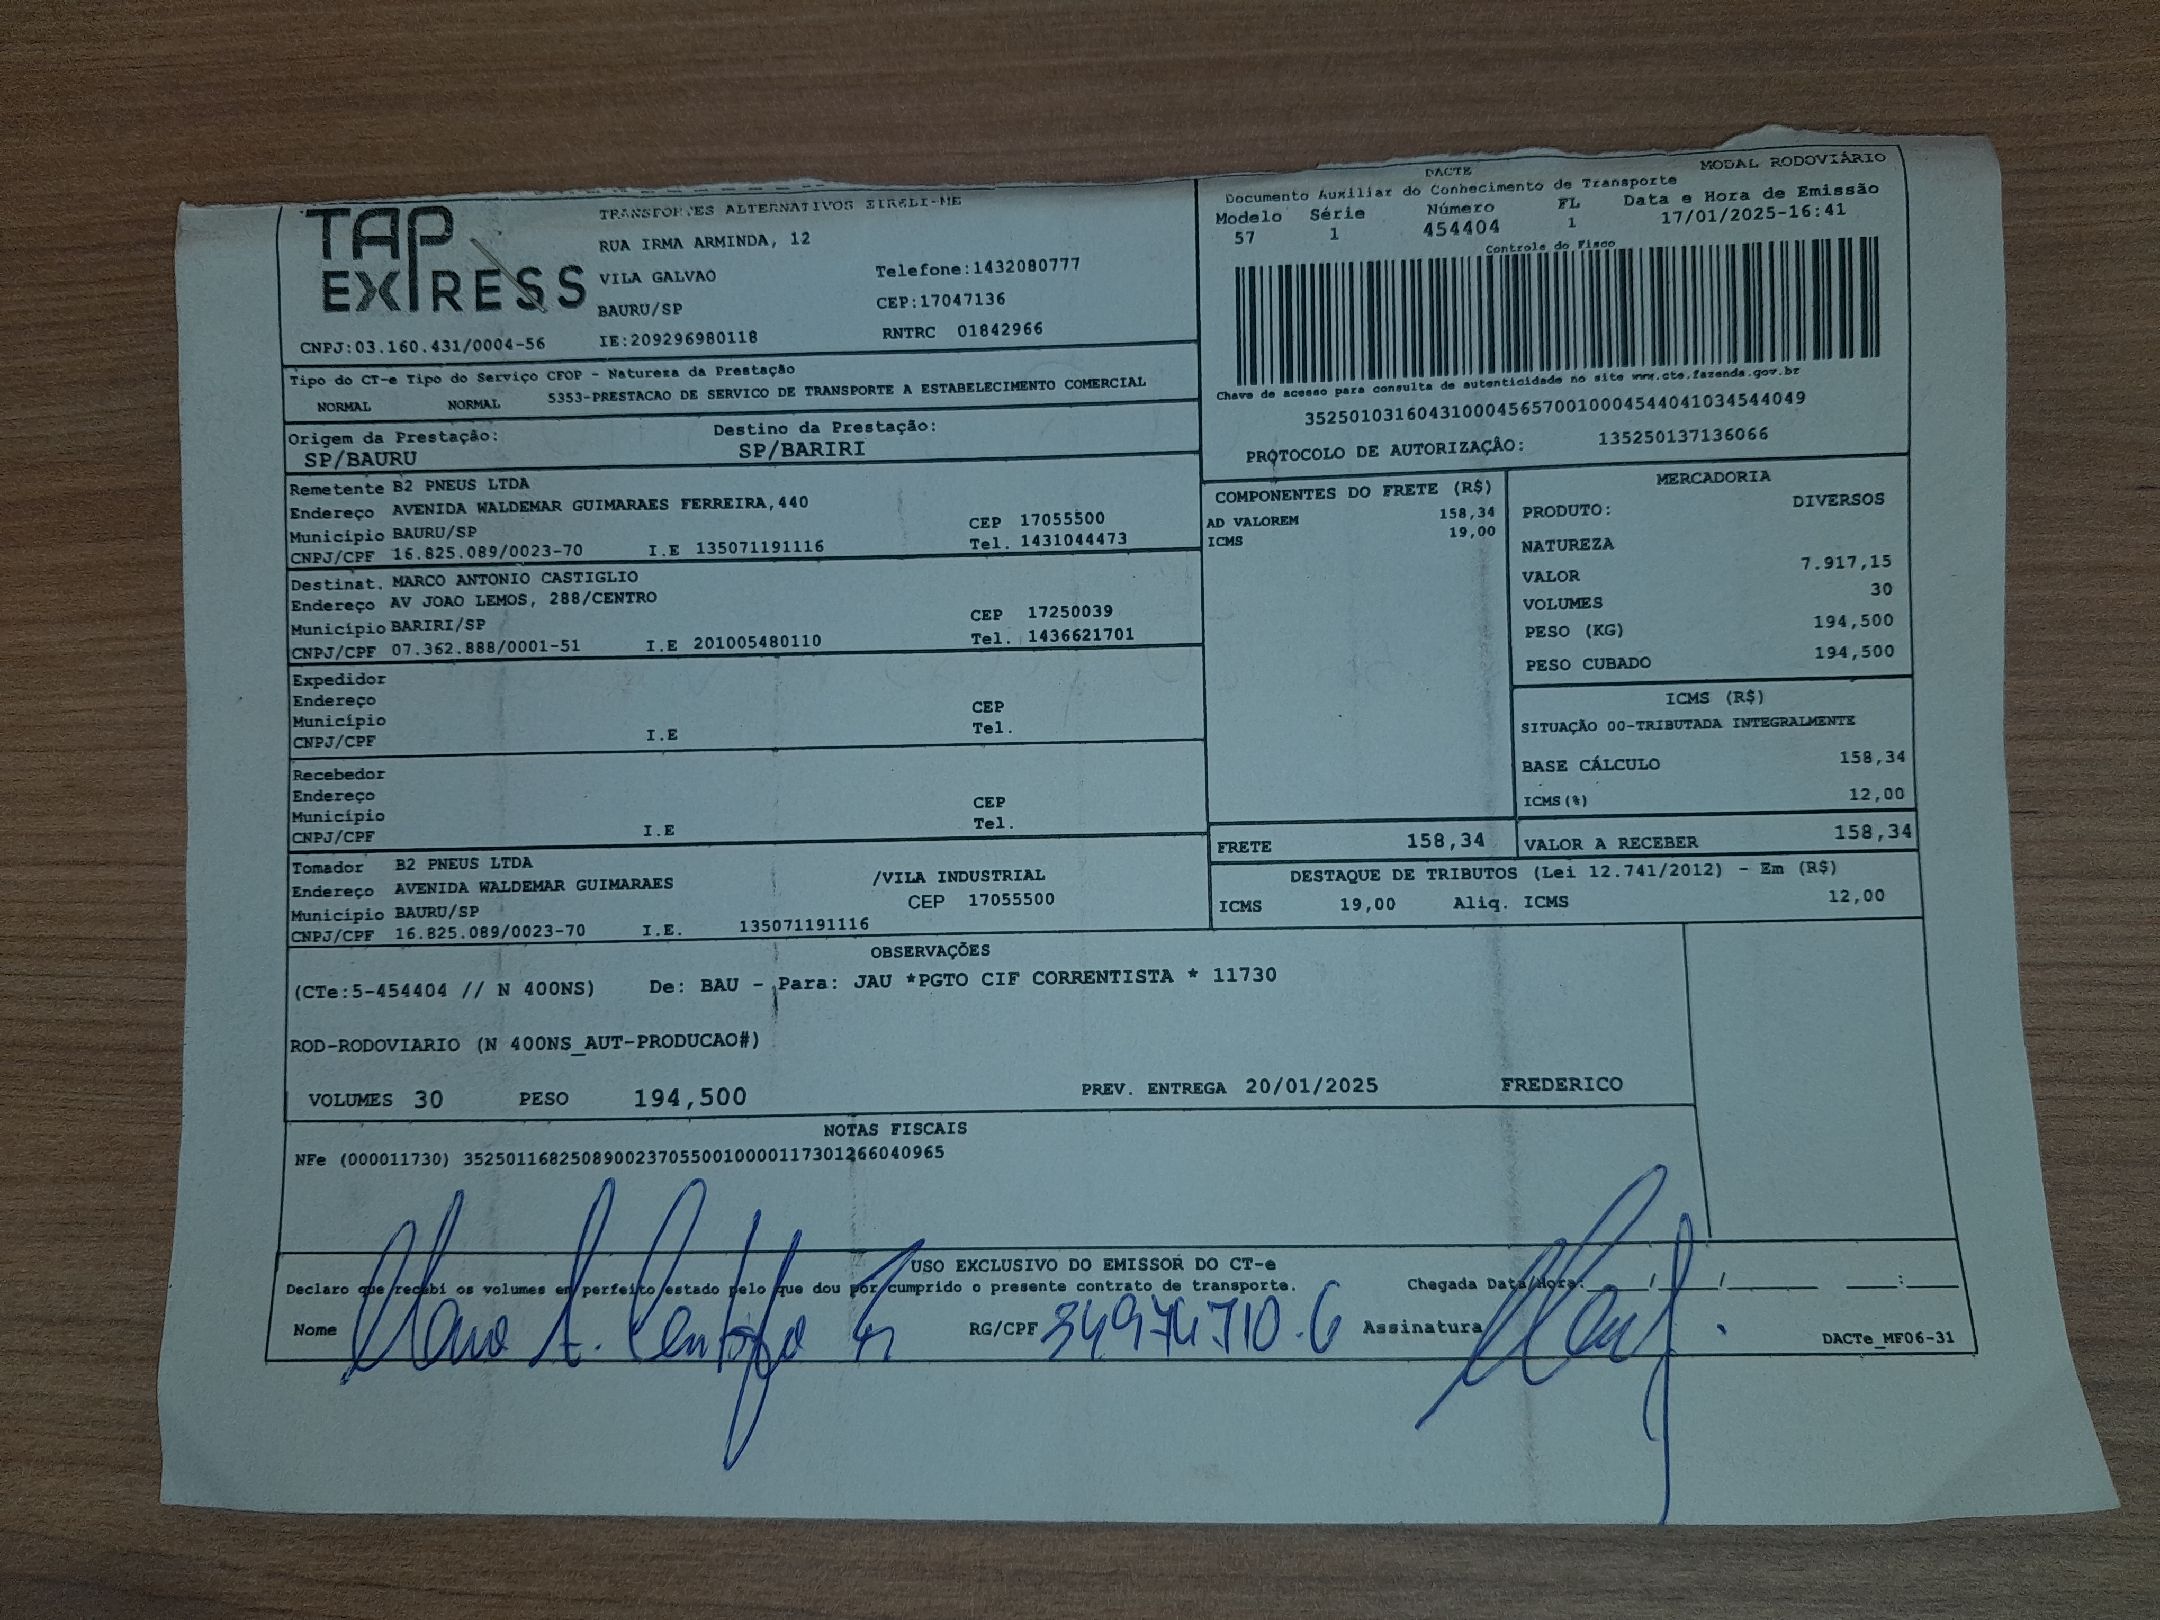 TAP
EXPRESS
TRANSPORTES ALTERNATIVOS EIRELI-ME
RUA IRMA ARMINDA, 12
VILA GALVAO Telefone:1432080777
BAURU/SP CEP:17047136
CNPJ:03.160.431/0004-56 IE:209296980118 RNTRC 01842966
DACTE MODAL RODOVIÁRIO
Documento Auxiliar do Conhecimento de Transporte
Modelo Série Número FL Data e Hora de Emissão
57 1 454404 1 17/01/2025-16:41
Controle do Fisco
Chave de acesso para consulta de autenticidade no site www.cte.fazenda.gov.br
35250103160431000456570010004544041034544049
PROTOCOLO DE AUTORIZAÇÂO: 135250137136066
Tipo do CT-e Tipo do Serviço CFOP - Natureza da Prestação
NORMAL NORMAL 5353-PRESTACAO DE SERVICO DE TRANSPORTE A ESTABELECIMENTO COMERCIAL
Origem da Prestação: Destino da Prestação:
SP/BAURU SP/BARIRI
Remetente B2 PNEUS LTDA
Endereço AVENIDA WALDEMAR GUIMARAES FERREIRA,440
Município BAURU/SP CEP 17055500
CNPJ/CPF 16.825.089/0023-70 I.E 135071191116 Tel. 1431044473
Destinat. MARCO ANTONIO CASTIGLIO
Endereço AV JOAO LEMOS, 288/CENTRO
Município BARIRI/SP CEP 17250039
CNPJ/CPF 07.362.888/0001-51 I.E 201005480110 Tel. 1436621701
Expedidor
Endereço
Município CEP
CNPJ/CPF I.E Tel.
Recebedor
Endereço
Município CEP
CNPJ/CPF I.E Tel.
Tomador B2 PNEUS LTDA
Endereço AVENIDA WALDEMAR GUIMARAES /VILA INDUSTRIAL
Município BAURU/SP CEP 17055500
CNPJ/CPF 16.825.089/0023-70 I.E. 135071191116
COMPONENTES DO FRETE (R$)
AD VALOREM 158,34
ICMS 19,00
MERCADORIA
PRODUTO: DIVERSOS
NATUREZA
VALOR 7.917,15
VOLUMES 30
PESO (KG) 194,500
PESO CUBADO 194,500
ICMS (R$)
SITUAÇÃO 00-TRIBUTADA INTEGRALMENTE
BASE CÁLCULO 158,34
ICMS(%) 12,00
FRETE 158,34 VALOR A RECEBER 158,34
DESTAQUE DE TRIBUTOS (Lei 12.741/2012) - Em (R$)
ICMS 19,00 Aliq. ICMS 12,00
OBSERVAÇÕES
(CTe:5-454404 // N 400NS) De: BAU - Para: JAU *PGTO CIF CORRENTISTA * 11730
ROD-RODOVIARIO (N 400NS_AUT-PRODUCAO#)
VOLUMES 30 PESO 194,500 PREV. ENTREGA 20/01/2025 FREDERICO
NOTAS FISCAIS
NFe (000011730) 35250116825089002370550010000117301266040965
USO EXCLUSIVO DO EMISSOR DO CT-e
Declaro que recebi os volumes em perfeito estado pelo que dou por cumprido o presente contrato de transporte. Chegada Data/Hora: / / :
Nome RG/CPF 34974710.6 Assinatura DACTe_MF06-31